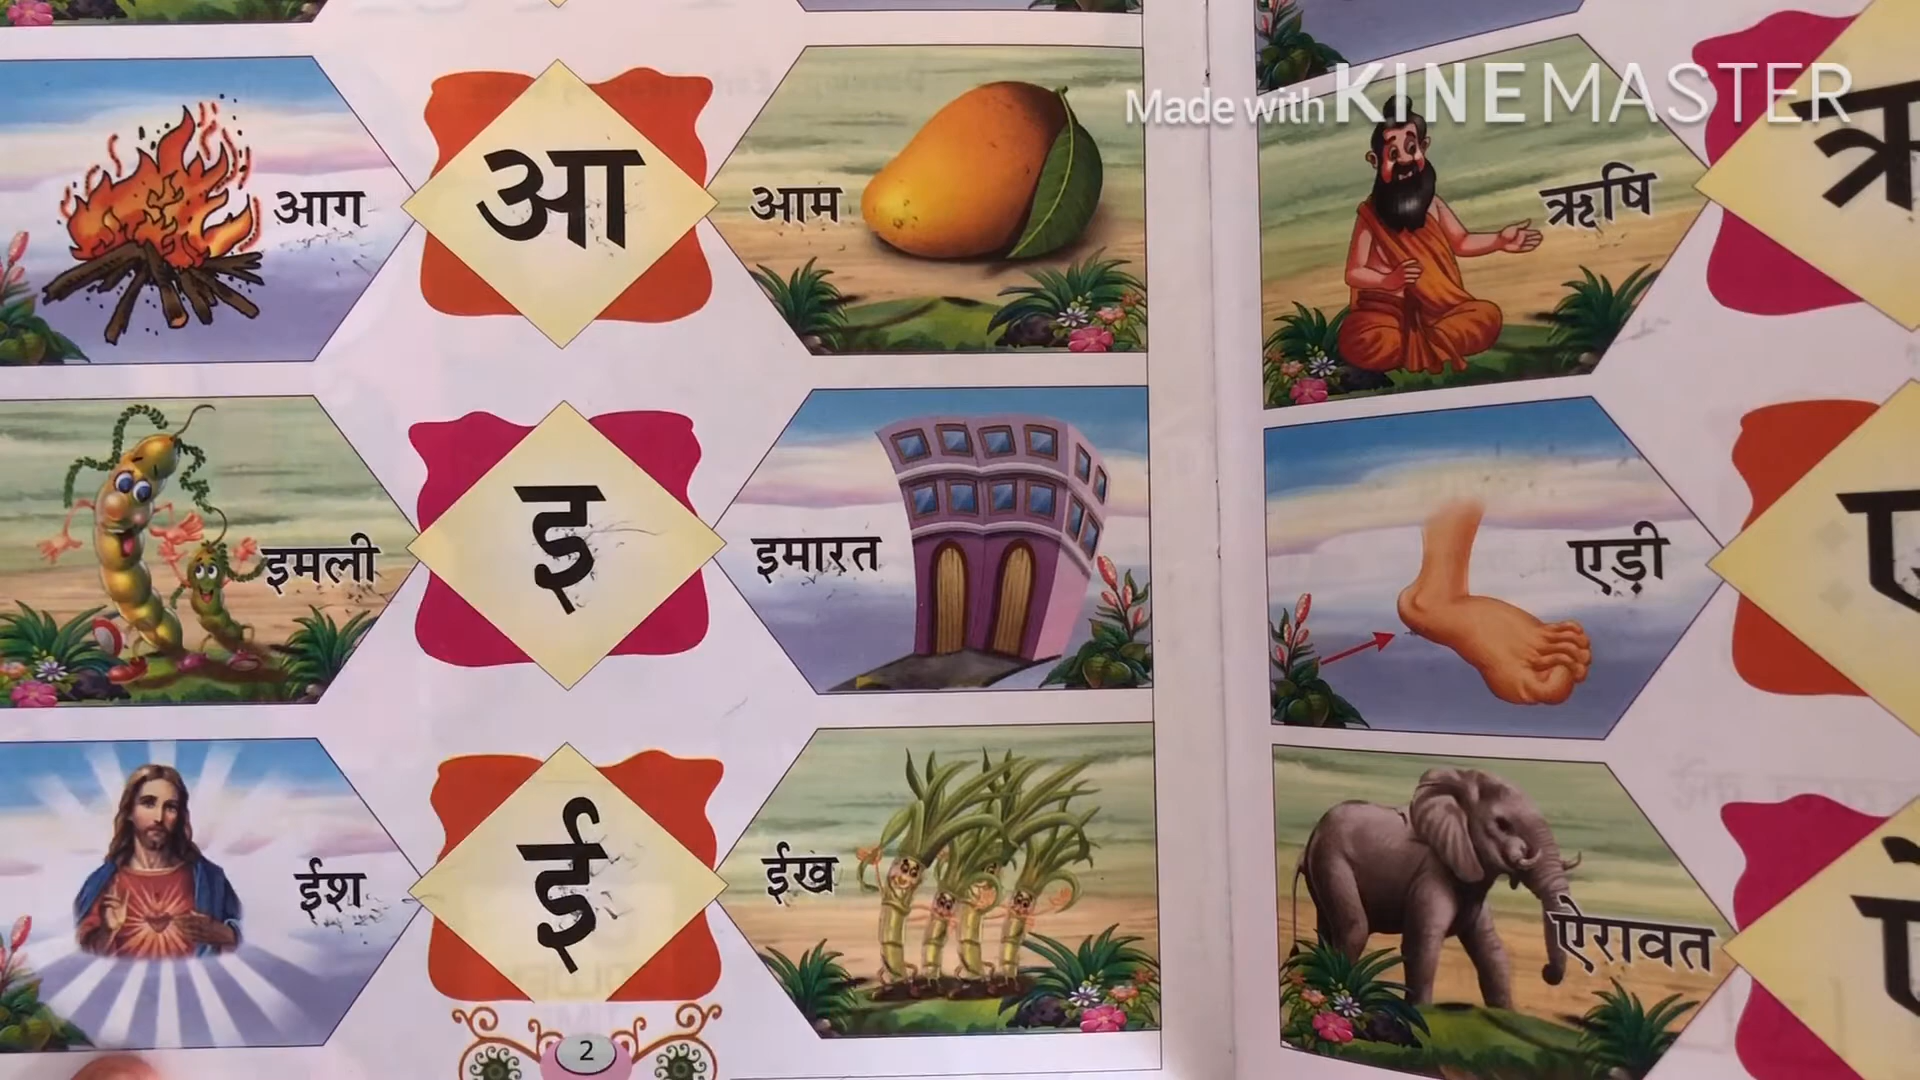 Made with KINEMASTER
आग
आ
आम
इमली
इ
इमारत
ईश
ई
ईख
2
ऋषि
एड़ी
ऐरावत